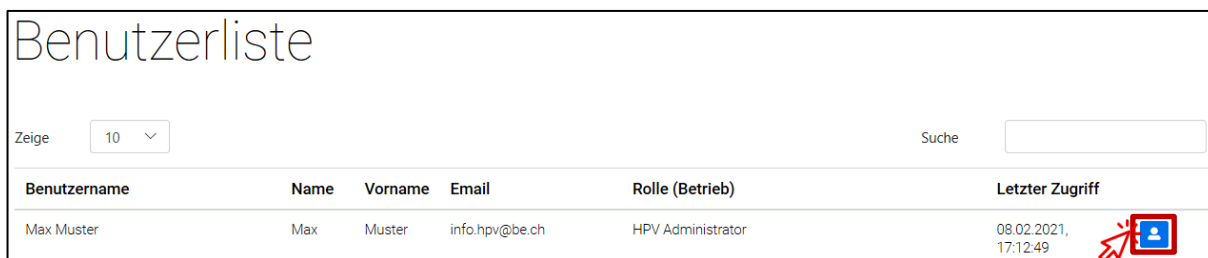 Benutzerliste
Zeige 10 Suche
Benutzername Name Vorname Email Rolle (Betrieb) Letzter Zugriff
Max Muster Max Muster info.hpv@be.ch HPV Administrator 08.02.2021,
17:12:49